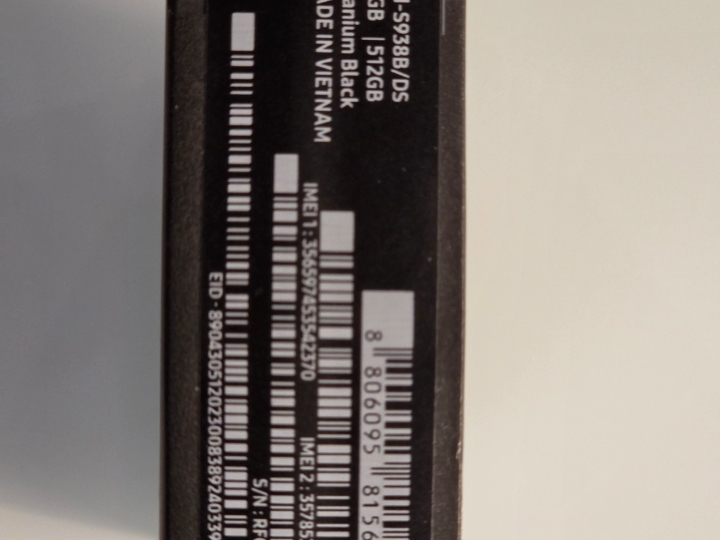 -S938B/DS
GB | 512GB
anium Black
ADE IN VIETNAM
8 806095 8156
IMEI 1 : 356597453542370 IMEI 2 : 35785
S/N : RF
EID - 890430512023008389240339